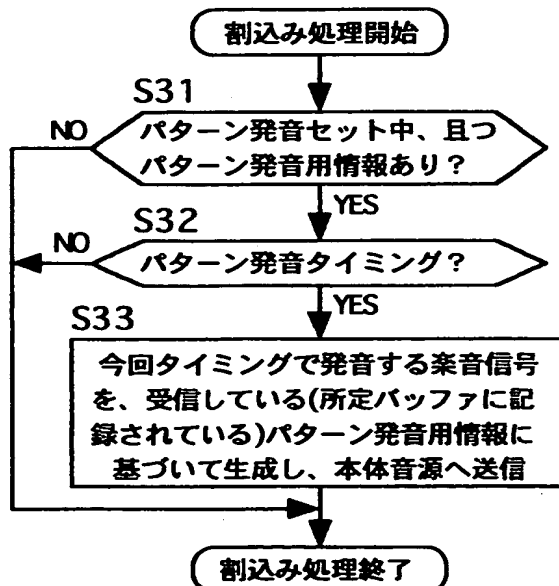 割込み処理開始
S31
NO
パターン発音セット中、且つ
パターン発音用情報あり？
YES
S32
NO
パターン発音タイミング？
YES
S33
今回タイミングで発音する楽音信号
を、受信している(所定バッファに記
録されている)パターン発音用情報に
基づいて生成し、本体音源へ送信
割込み処理終了